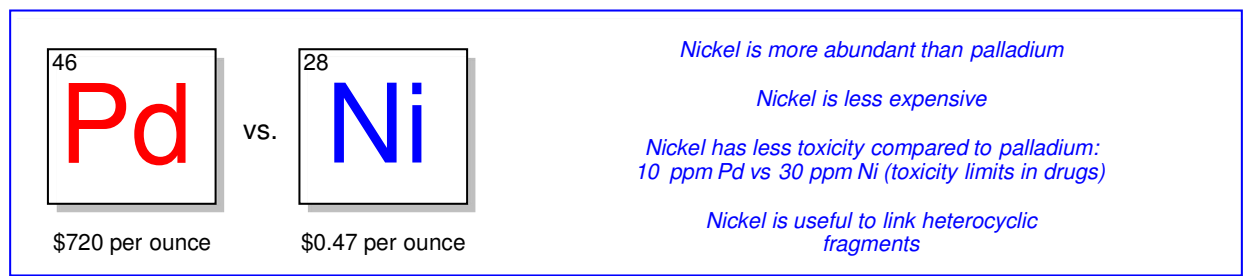 46
Pd
$720 per ounce
vs.
28
Ni
$0.47 per ounce
Nickel is more abundant than palladium
Nickel is less expensive
Nickel has less toxicity compared to palladium:
10 ppm Pd vs 30 ppm Ni (toxicity limits in drugs)
Nickel is useful to link heterocyclic
fragments